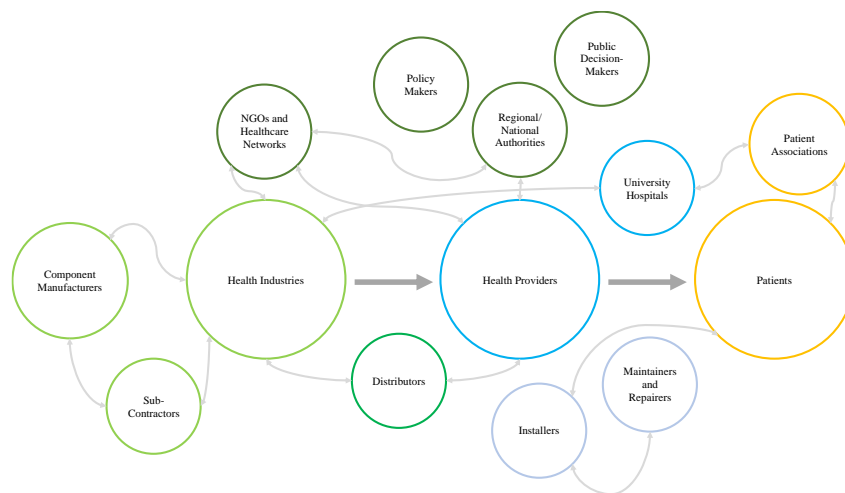 Public
Decision-
Makers
Policy
Makers
NGOs and
Healthcare
Networks
Regional/
National
Authorities
Patient
Associations
University
Hospitals
Component
Manufacturers
Health Industries
Health Providers
Patients
Distributors
Maintainers
and
Repairers
Sub-
Contractors
Installers